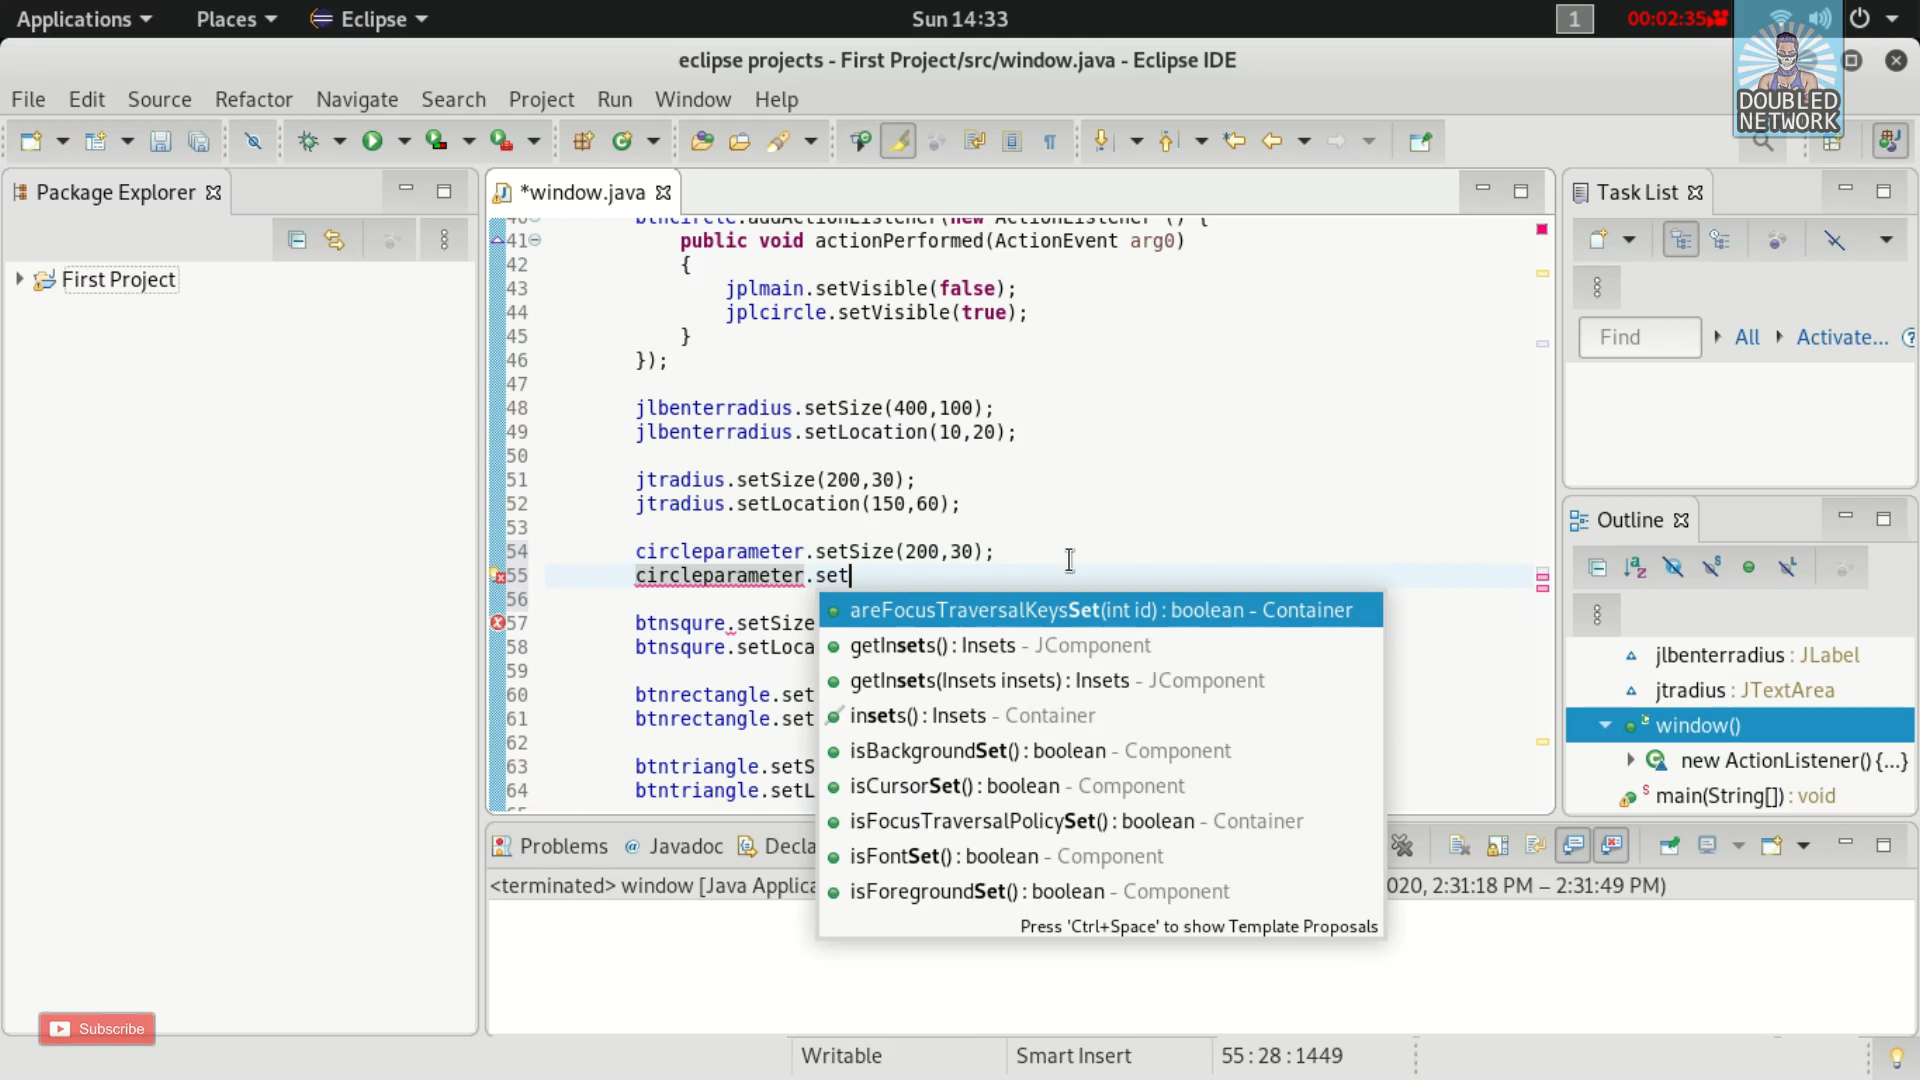 Applications Places Eclipse Sun 14:33 1 00:02:35
eclipse projects - First Project/src/window.java - Eclipse IDE
DOUBLED
NETWORK
File Edit Source Refactor Navigate Search Project Run Window Help
Package Explorer
First Project
*window.java
btncircle.addActionListener(new ActionListener () {
41 public void actionPerformed(ActionEvent arg0)
42 {
43 jplmain.setVisible(false);
44 jplcircle.setVisible(true);
45 }
46 });
47
48 jlbenterradius.setSize(400,100);
49 jlbenterradius.setLocation(10,20);
50
51 jtradius.setSize(200,30);
52 jtradius.setLocation(150,60);
53
54 circleparameter.setSize(200,30);
55 circleparameter.set
56
57 btnsqure.setSize
58 btnsqure.setLoca
59
60 btnrectangle.set
61 btnrectangle.set
62
63 btntriangle.setS
64 btntriangle.setL
areFocusTraversalKeysSet(int id) : boolean - Container
getInsets() : Insets - JComponent
getInsets(Insets insets) : Insets - JComponent
insets() : Insets - Container
isBackgroundSet() : boolean - Component
isCursorSet() : boolean - Component
isFocusTraversalPolicySet() : boolean - Container
isFontSet() : boolean - Component
isForegroundSet() : boolean - Component
Press 'Ctrl+Space' to show Template Proposals
Task List
Find All Activate...
Outline
jlbenterradius : JLabel
jtradius : JTextArea
window()
new ActionListener() {...}
main(String[]) : void
Problems @ Javadoc Decla
<terminated> window [Java Applica 020, 2:31:18 PM – 2:31:49 PM)
Subscribe
Writable Smart Insert 55 : 28 : 1449